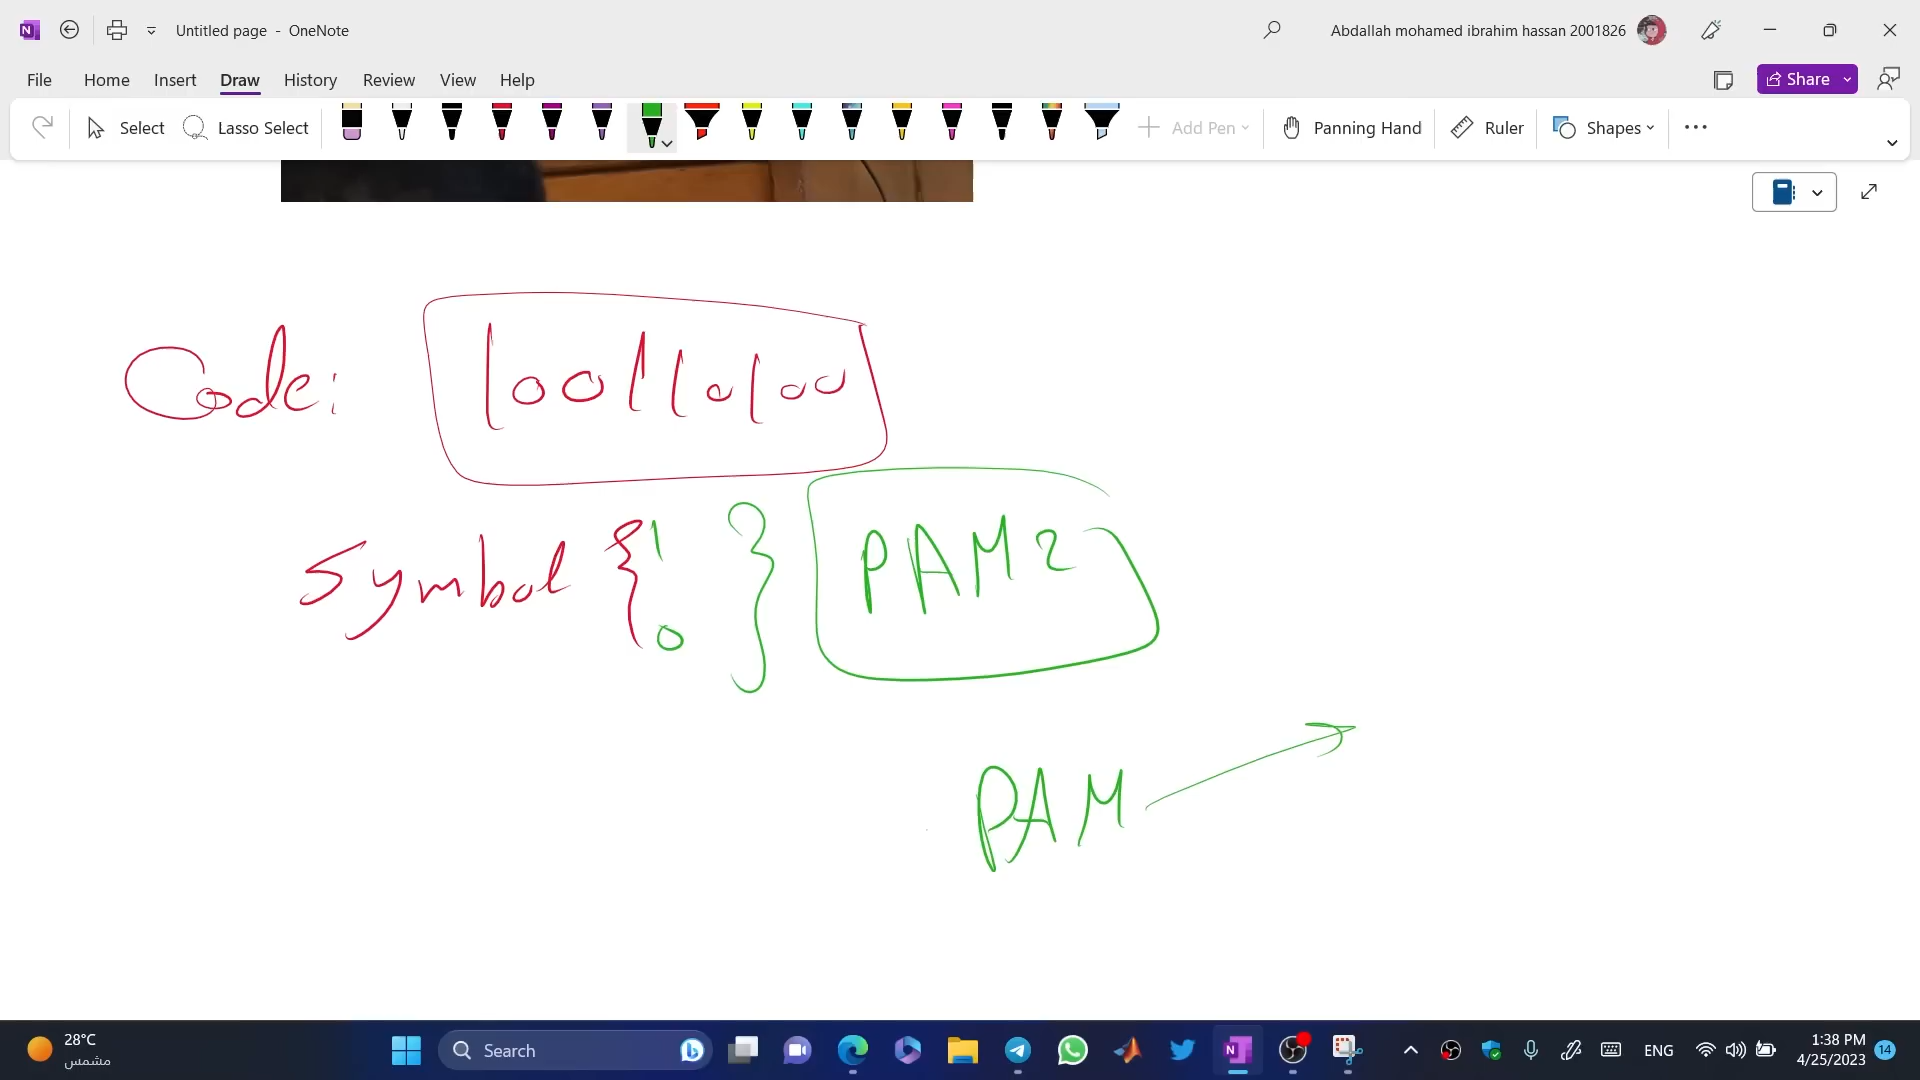 Untitled page - OneNote
Abdallah mohamed ibrahim hassan 2001826
File Home Insert Draw History Review View Help
Share
Select Lasso Select Add Pen Panning Hand Ruler Shapes
Code: 100110100
Symbol { 1 0 } PAM2
PAM
28°C
مشمس
Search
ENG
1:38 PM
4/25/2023
14